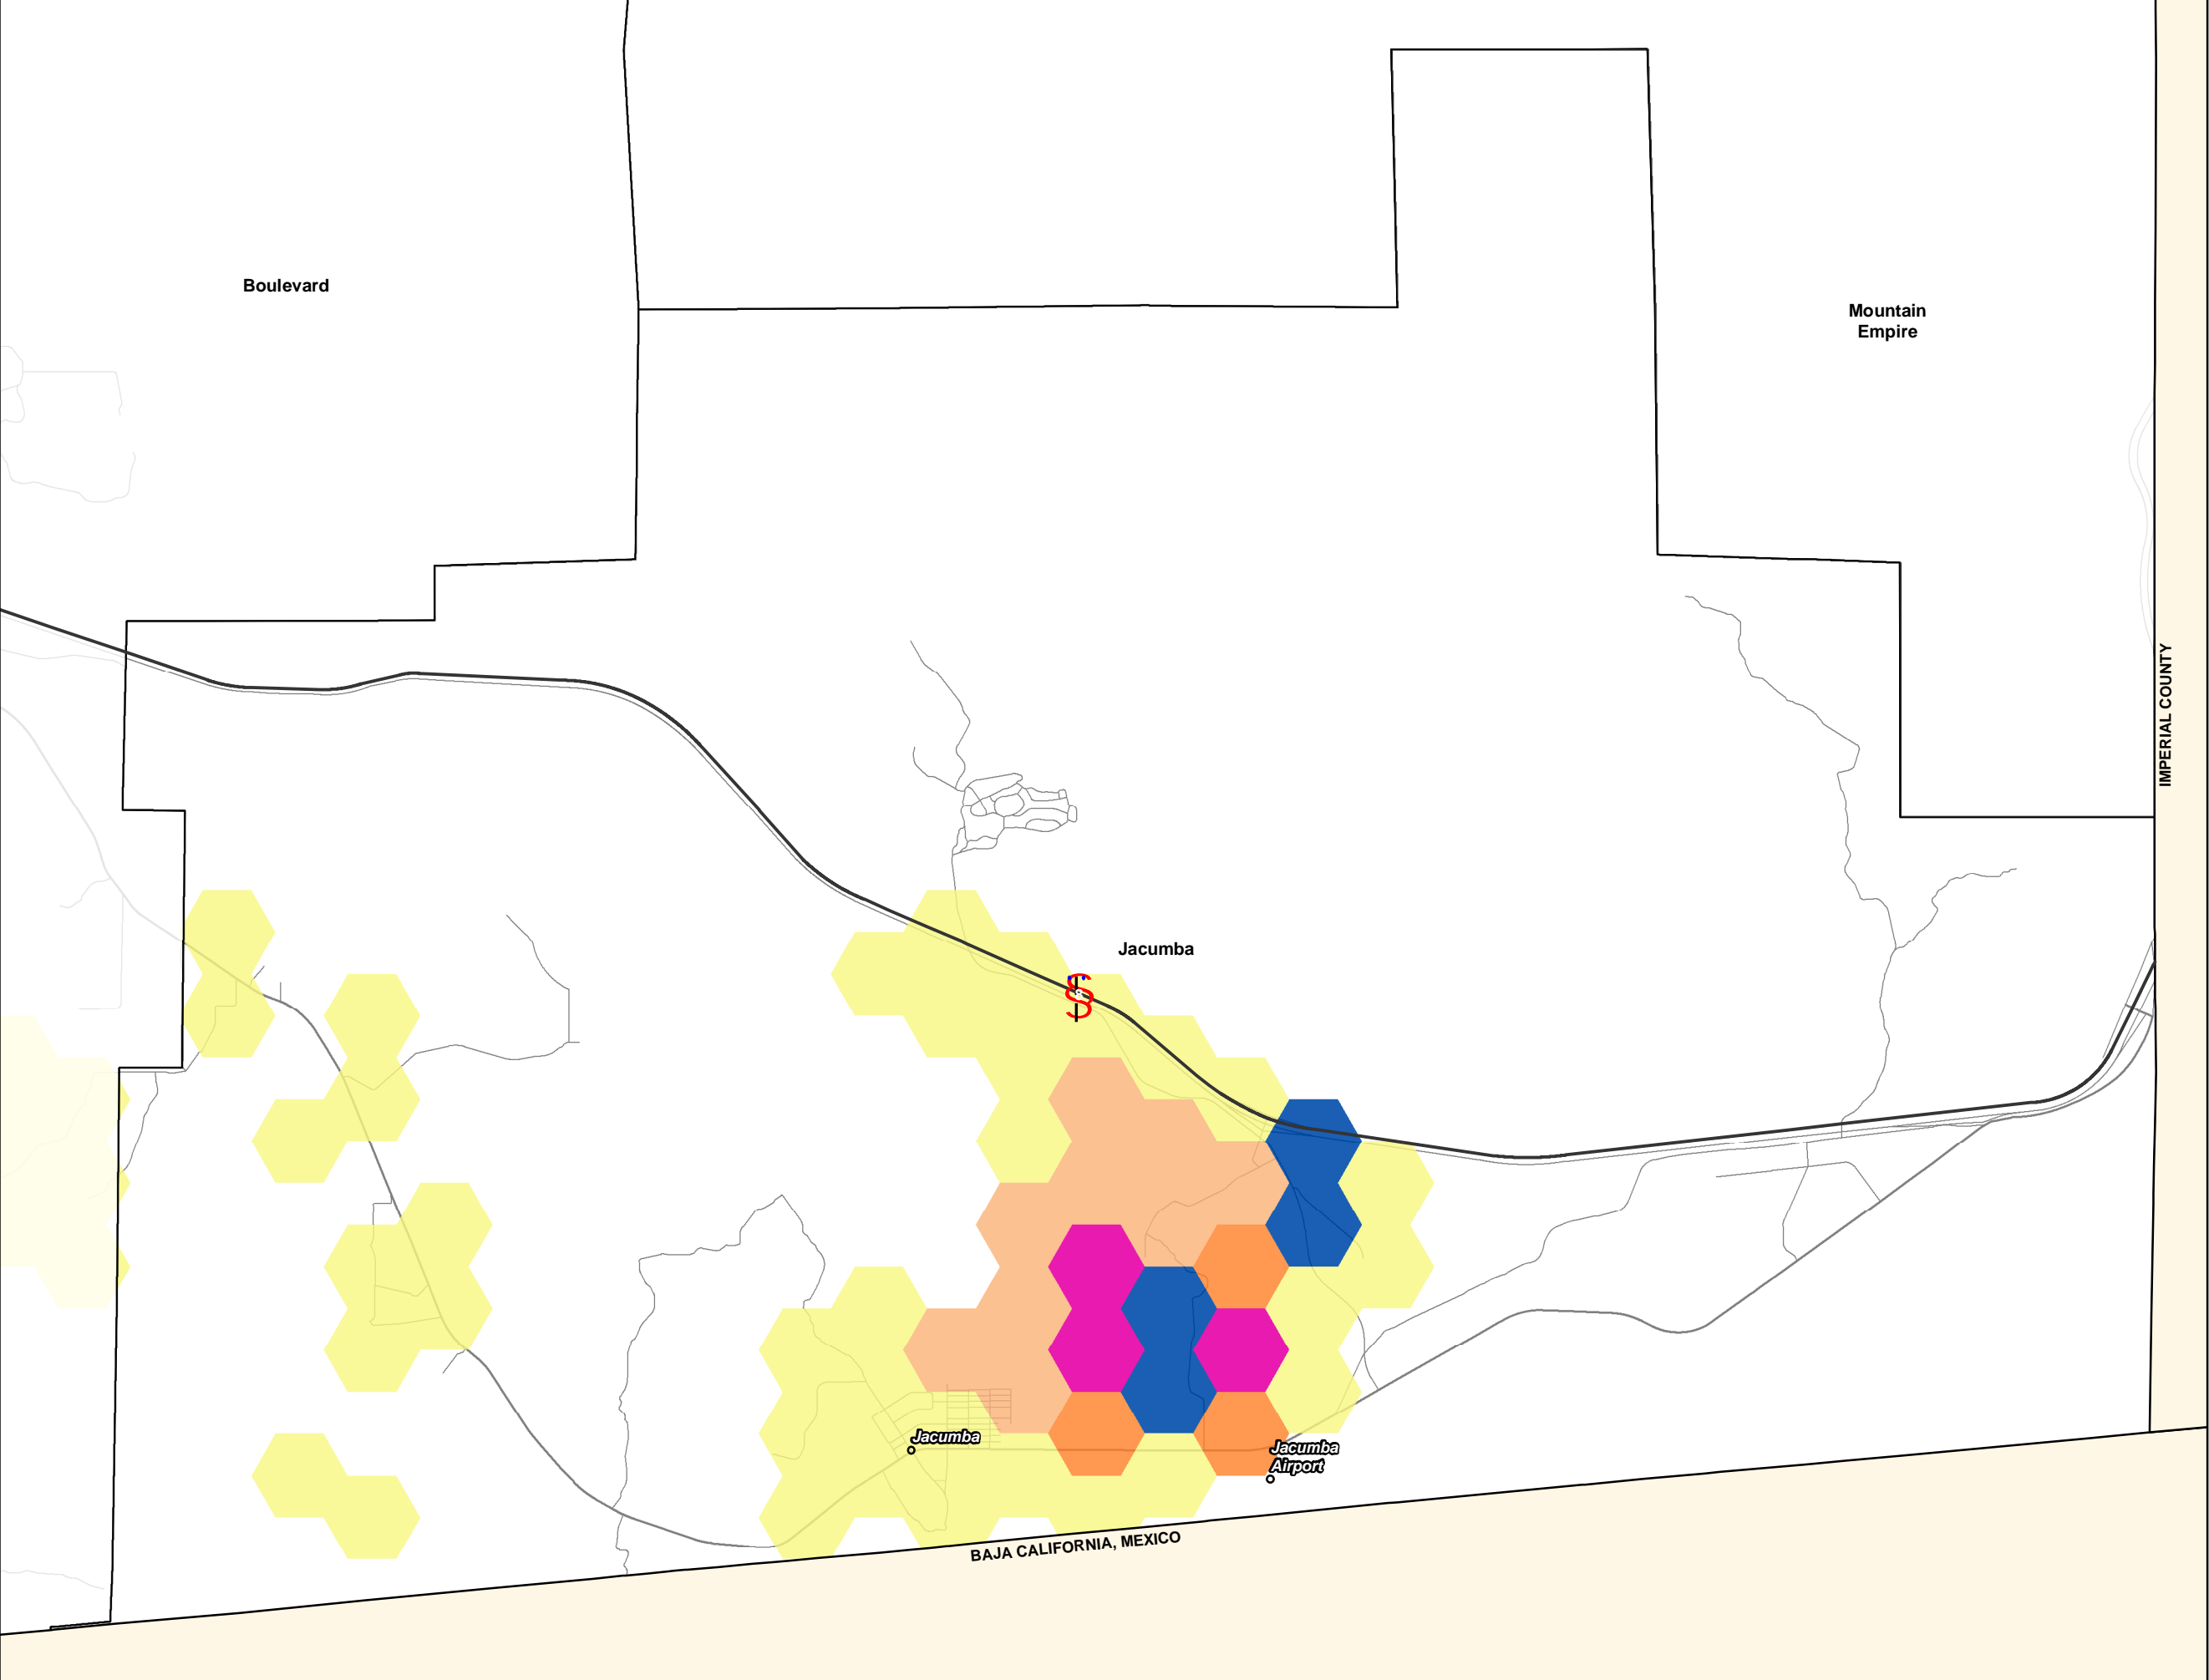 Boulevard
Mountain
Empire
IMPERIAL COUNTY
Jacumba
$
Jacumba
Jacumba
Airport
BAJA CALIFORNIA, MEXICO